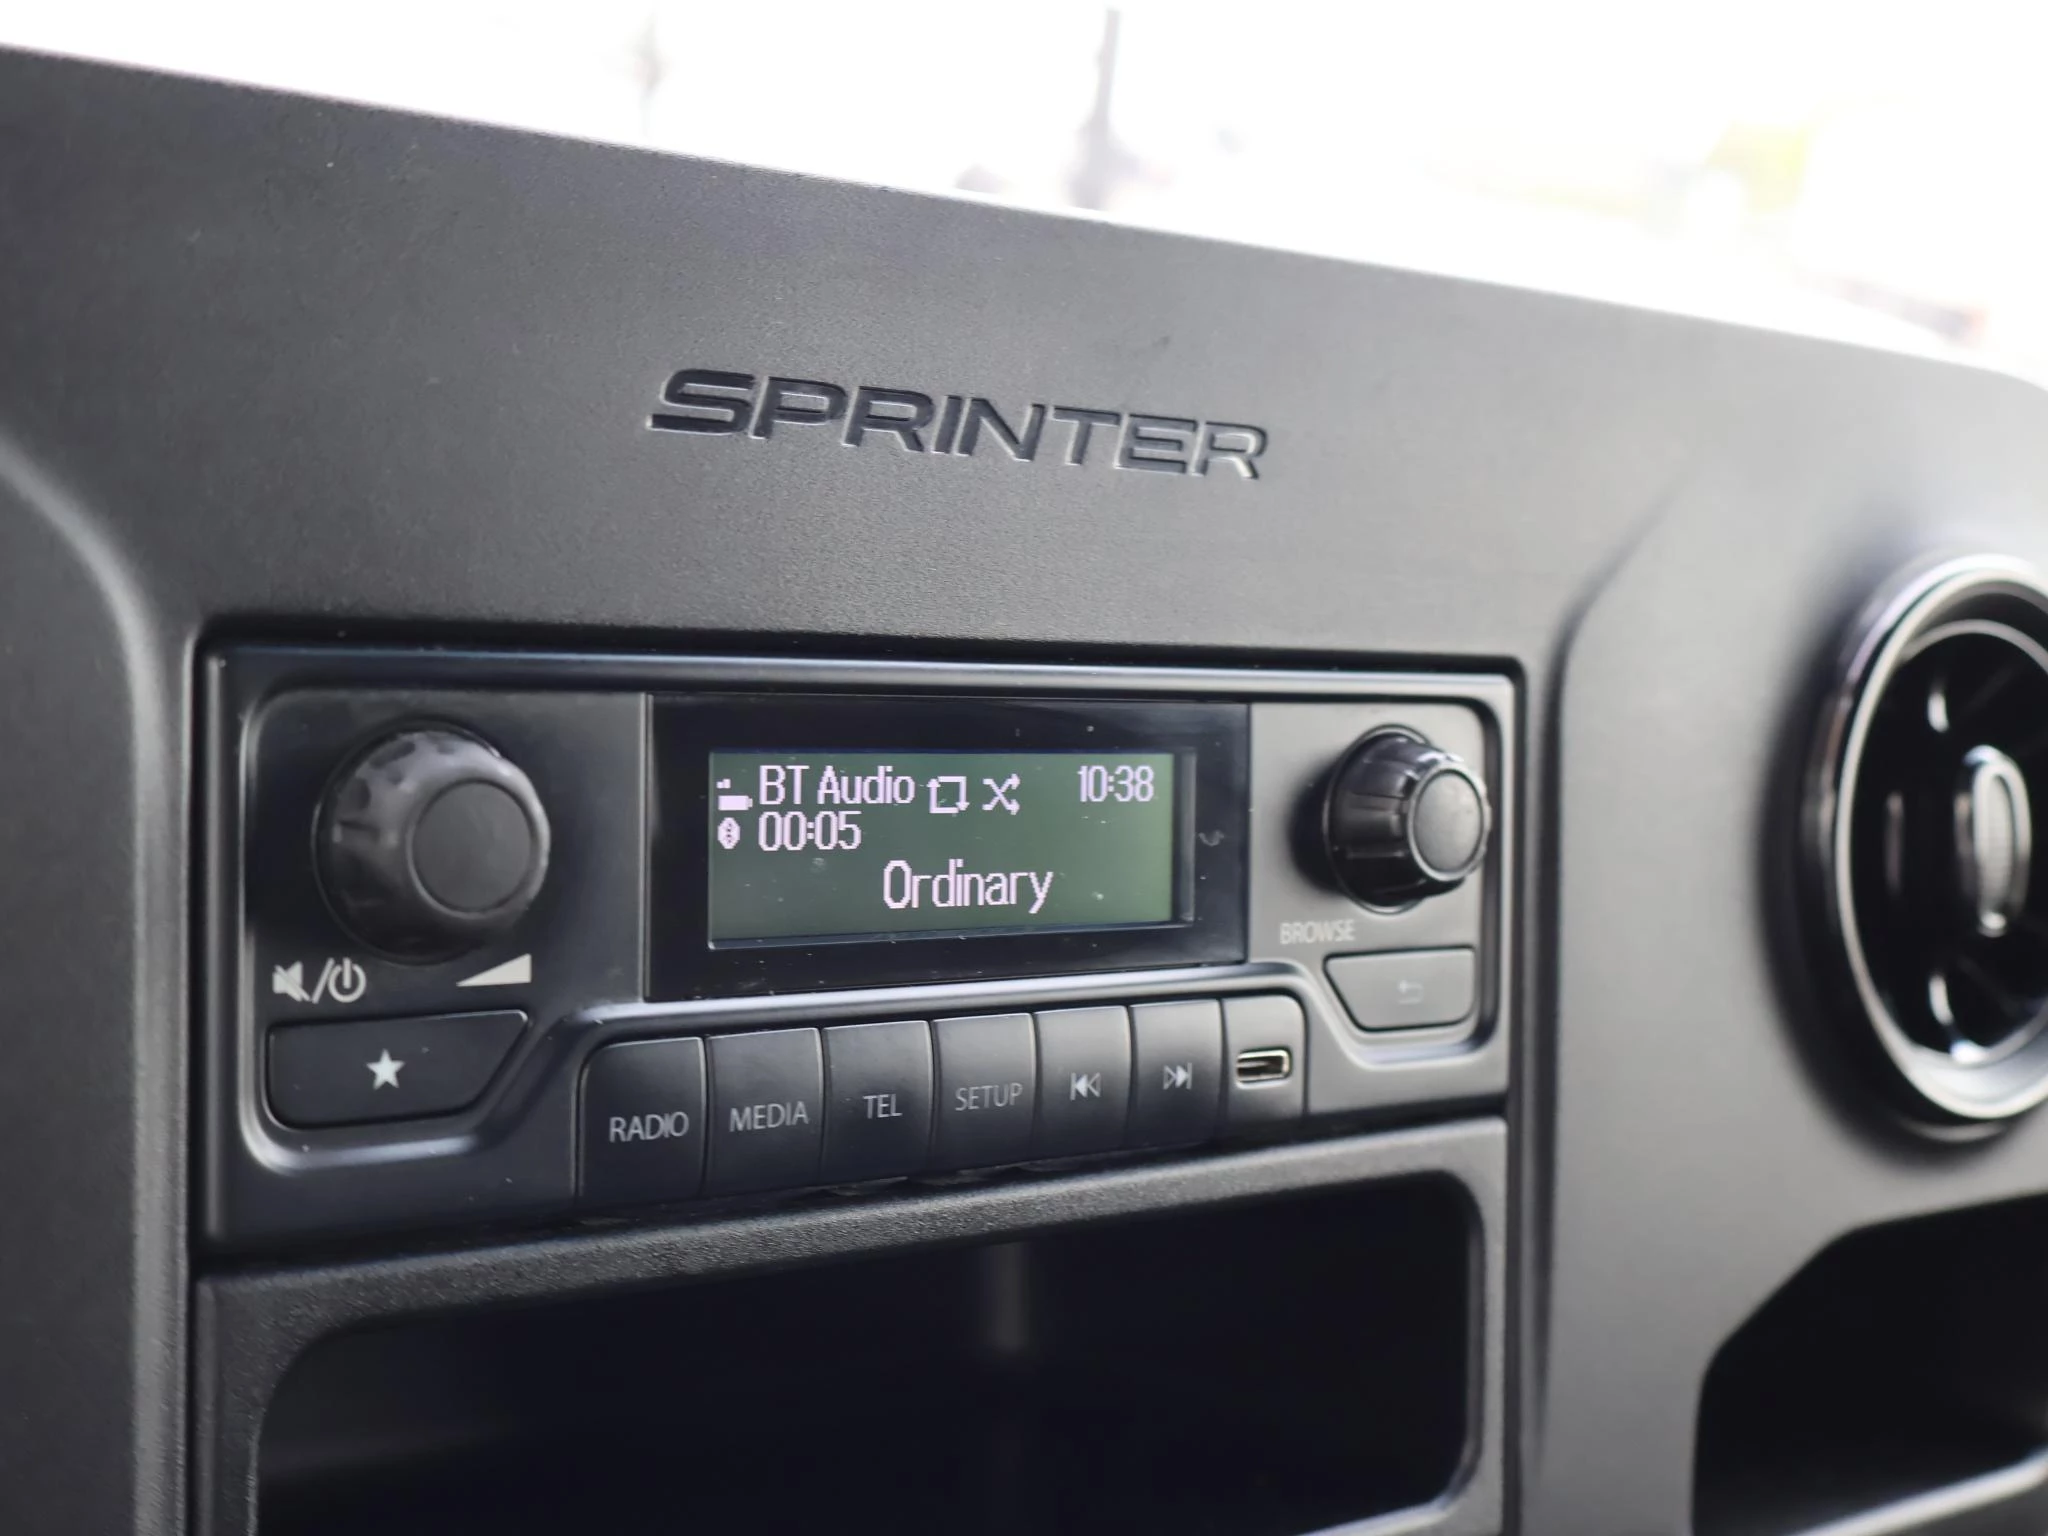 SPRINTER
BT Audio 10:38
00:05
Ordinary
BROWSE
RADIO MEDIA TEL SETUP